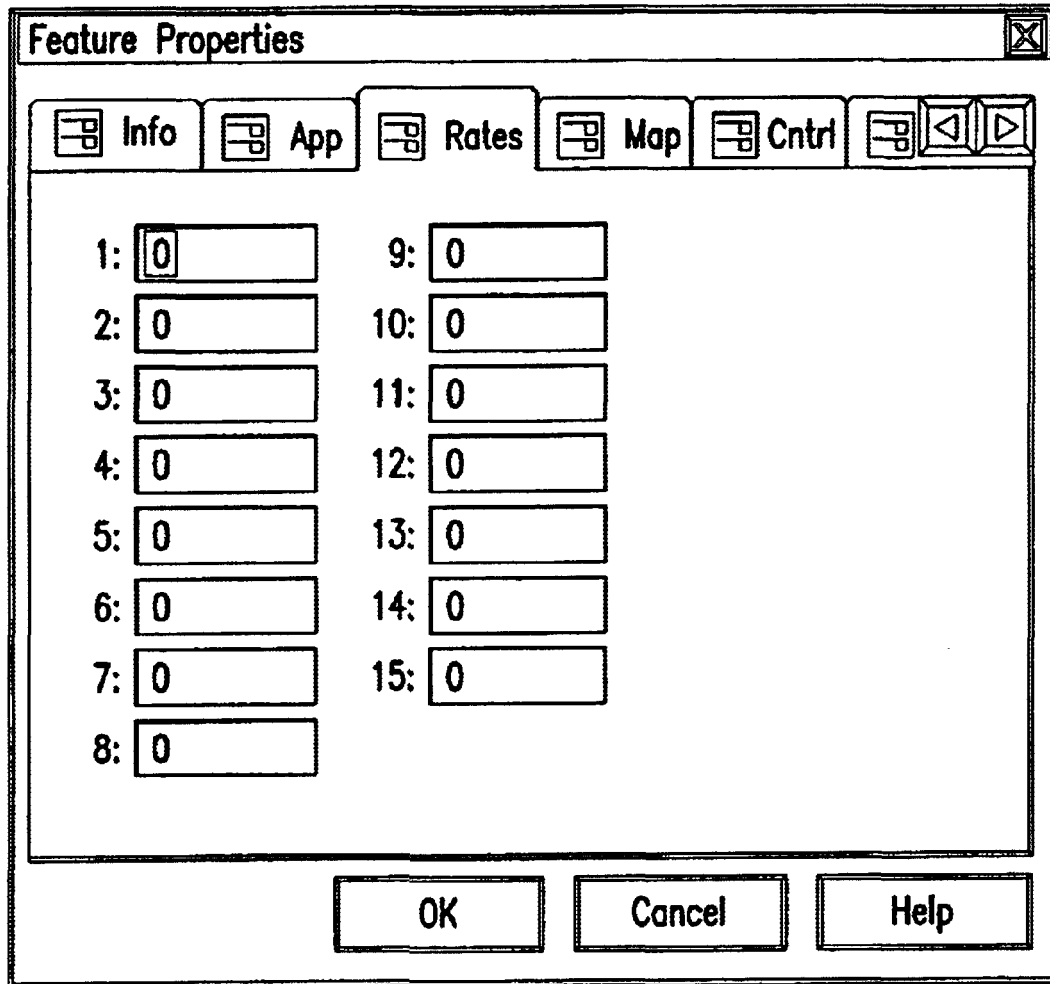 Feature Properties
Info App Rates Map Cntrl
1: 0 9: 0
2: 0 10: 0
3: 0 11: 0
4: 0 12: 0
5: 0 13: 0
6: 0 14: 0
7: 0 15: 0
8: 0
OK Cancel Help